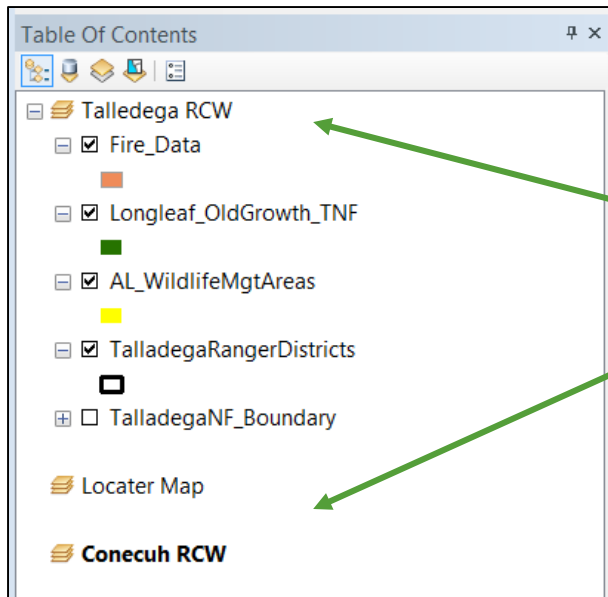 Table Of Contents
Talledega RCW
Fire_Data
Longleaf_OldGrowth_TNF
AL_WildlifeMgtAreas
TalladegaRangerDistricts
TalladegaNF_Boundary
Locater Map
Conecuh RCW